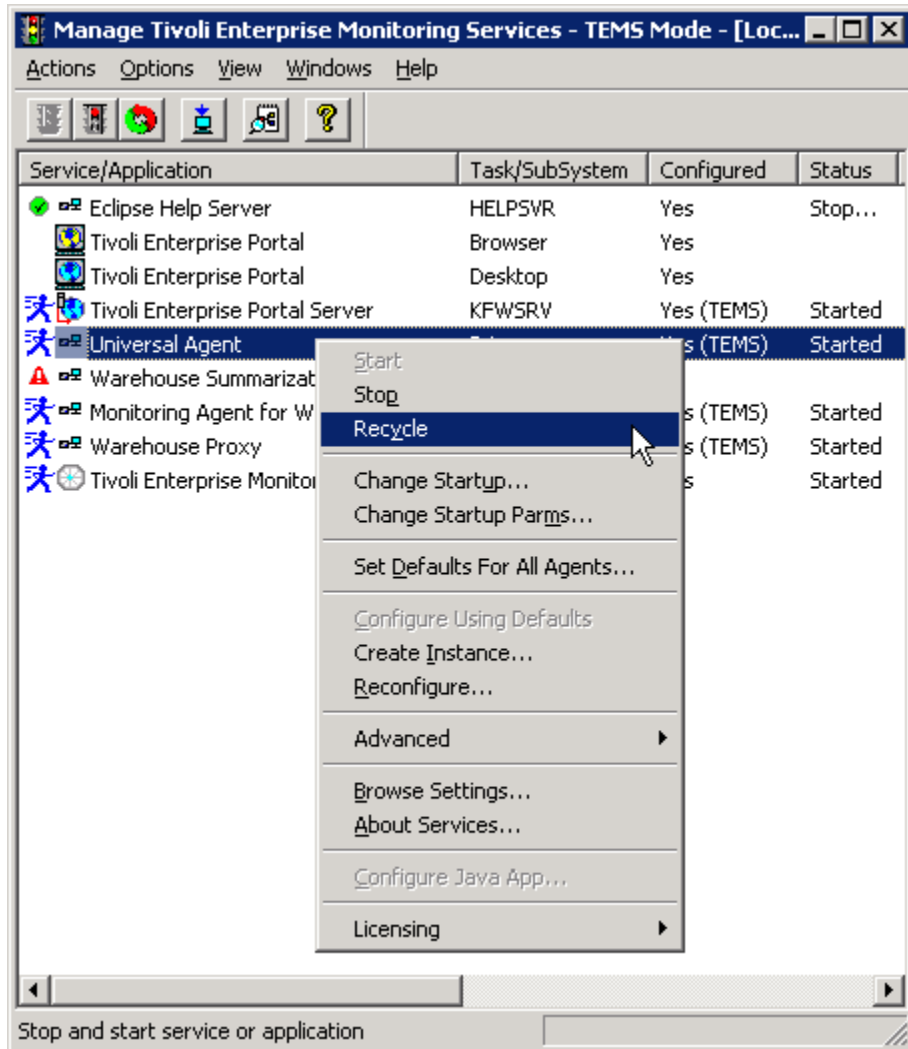 Manage Tivoli Enterprise Monitoring Services - TEMS Mode - [Loc...
Actions Options View Windows Help
Service/Application Task/SubSystem Configured Status
Eclipse Help Server HELPSVR Yes Stop...
Tivoli Enterprise Portal Browser Yes
Tivoli Enterprise Portal Desktop Yes
Tivoli Enterprise Portal Server KFWSRV Yes (TEMS) Started
Universal Agent s (TEMS) Started
Warehouse Summarizat
Monitoring Agent for W s (TEMS) Started
Warehouse Proxy s (TEMS) Started
Tivoli Enterprise Monitor s Started
Start
Stop
Recycle
Change Startup...
Change Startup Parms...
Set Defaults For All Agents...
Configure Using Defaults
Create Instance...
Reconfigure...
Advanced
Browse Settings...
About Services...
Configure Java App...
Licensing
Stop and start service or application